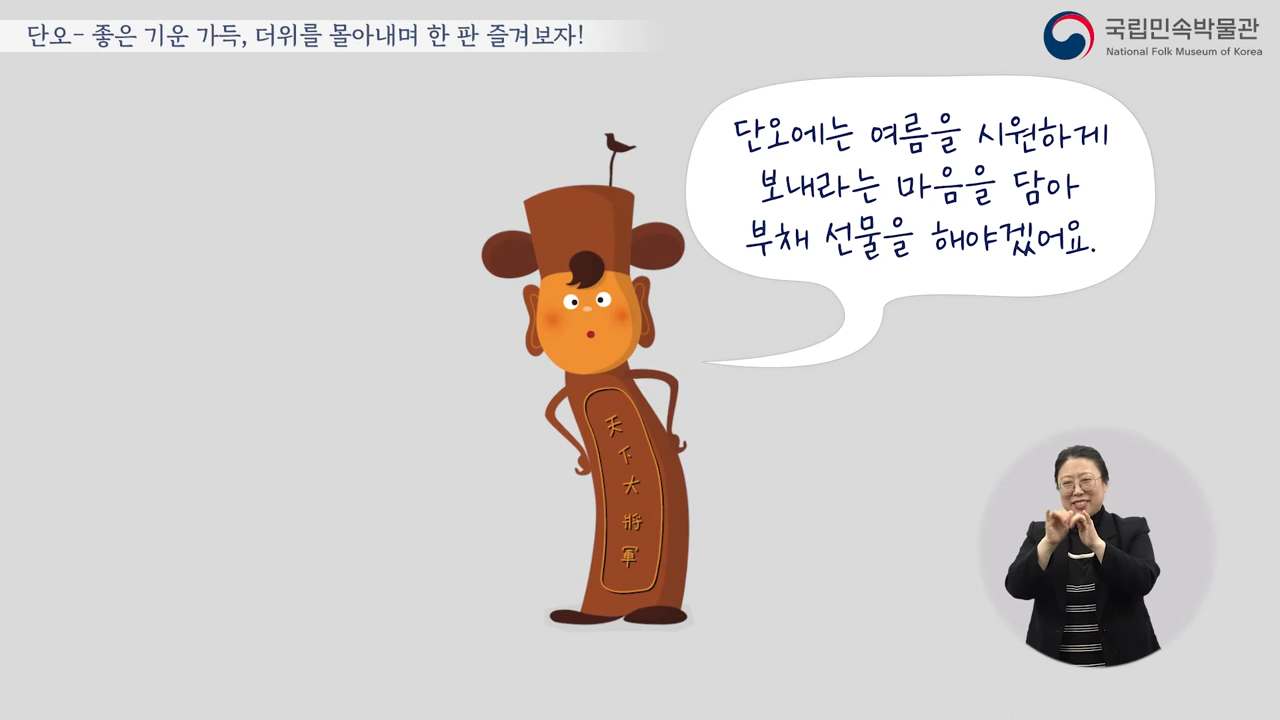 단오- 좋은 기운 가득, 더위를 몰아내며 한 판 즐겨보자!
국립민속박물관
National Folk Museum of Korea
단오에는 여름을 시원하게
보내라는 마음을 담아
부채 선물을 해야겠어요.
天
下
大
將
軍